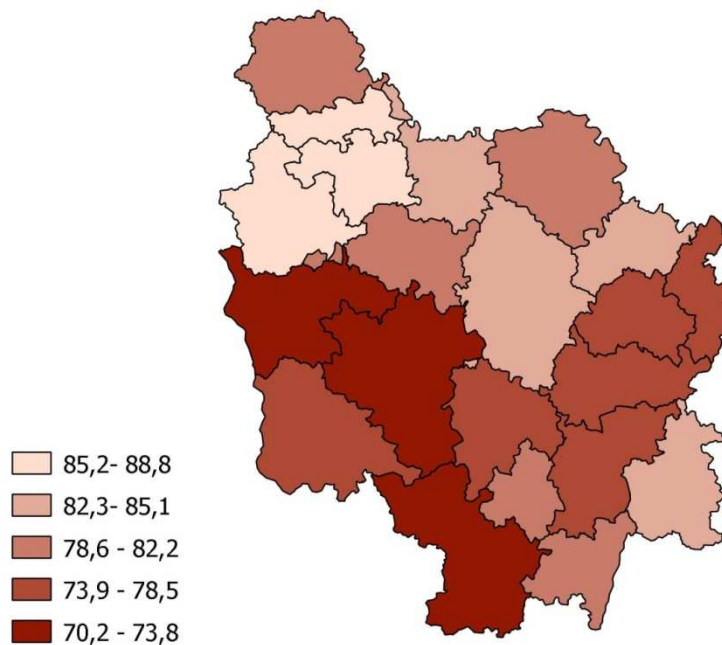 85,2- 88,8
82,3- 85,1
78,6 - 82,2
73,9 - 78,5
70,2 - 73,8